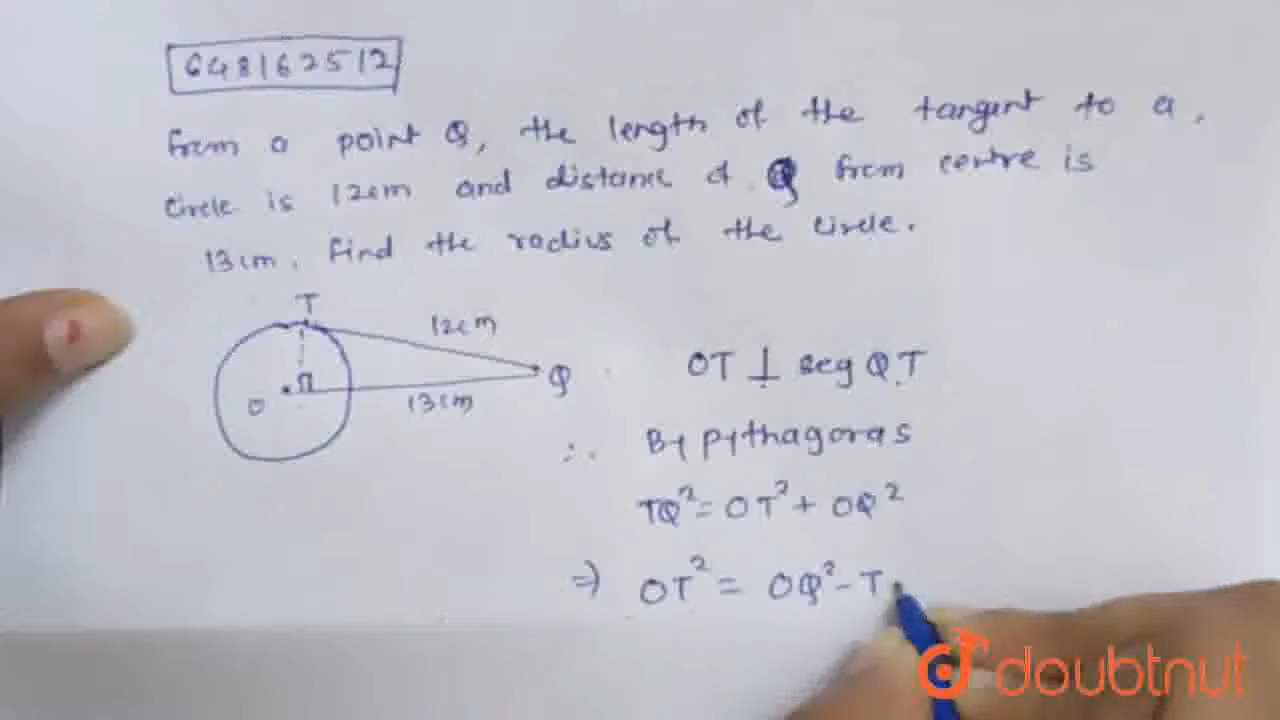 648162512
From a point Q, the length of the tangent to a
circle is 12cm and distance of Q from centre is
13cm. Find the radius of the circle.
T
12cm
Q
O
13cm
OT ⊥ seg QT
∴ By pythagoras
TQ² = OT² + OQ²
⇒ OT² = OQ² - T
doubtnut